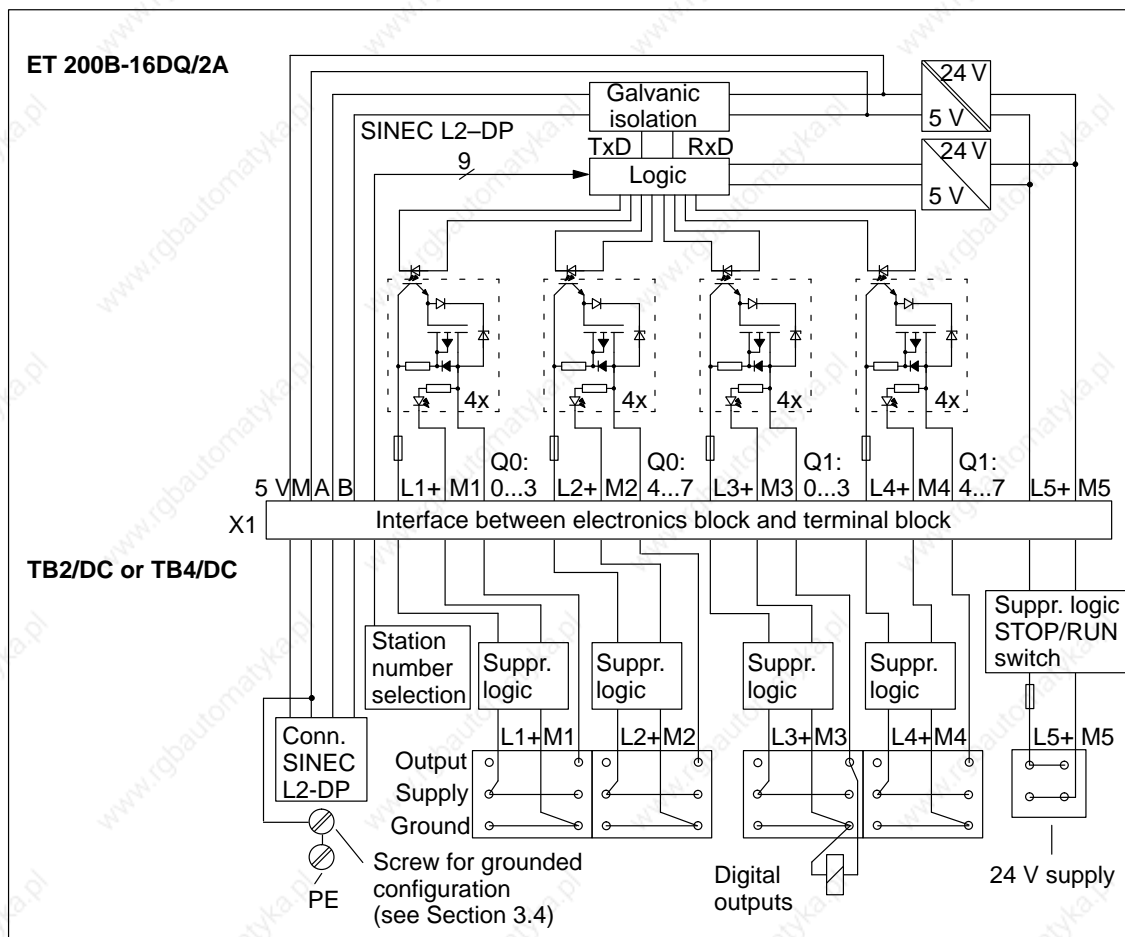 ET 200B-16DQ/2A
24 V
5 V
Galvanic
isolation
SINEC L2–DP
TxD
RxD
24 V
5 V
9
Logic
4x
4x
4x
4x
5 V M A B
L1+ M1
Q0:
0...3
L2+ M2
Q0:
4...7
L3+ M3
Q1:
0...3
L4+ M4
Q1:
4...7
L5+ M5
X1
Interface between electronics block and terminal block
TB2/DC or TB4/DC
Station
number
selection
Suppr.
logic
Suppr.
logic
Suppr.
logic
Suppr.
logic
Suppr. logic
STOP/RUN
switch
Conn.
SINEC
L2-DP
L1+ M1
L2+ M2
L3+ M3
L4+ M4
L5+ M5
Output
Supply
Ground
PE
Screw for grounded
configuration
(see Section 3.4)
Digital
outputs
24 V supply
www.rgbautomatyka.pl